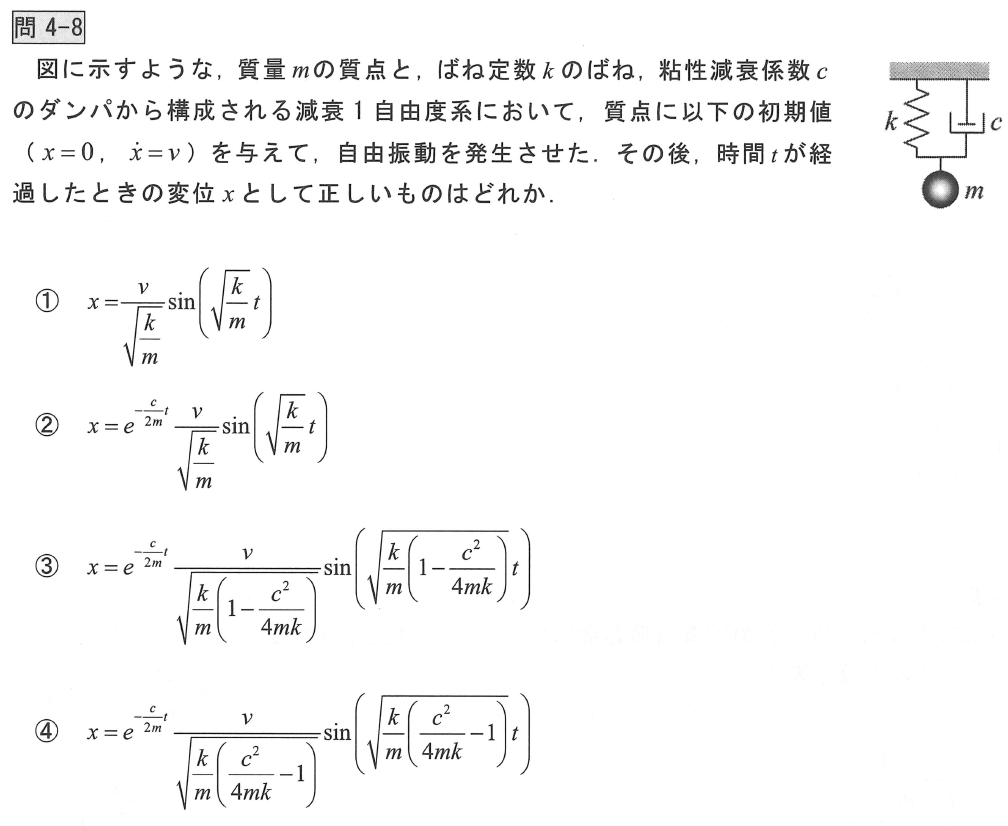 問 4-8
図に示すような，質量 m の質点と，ばね定数 k のばね，粘性減衰係数 c
のダンパから構成される減衰 1 自由度系において，質点に以下の初期値
（x=0， ẋ=v）を与えて，自由振動を発生させた．その後，時間 t が経
過したときの変位 x として正しいものはどれか．
k
c
m
① x = \frac{v}{\sqrt{\frac{k}{m}}} \sin\left(\sqrt{\frac{k}{m}} t\right)
② x = e^{-\frac{c}{2m}t} \frac{v}{\sqrt{\frac{k}{m}}} \sin\left(\sqrt{\frac{k}{m}} t\right)
③ x = e^{-\frac{c}{2m}t} \frac{v}{\sqrt{\frac{k}{m}\left(1-\frac{c^2}{4mk}\right)}} \sin\left(\sqrt{\frac{k}{m}\left(1-\frac{c^2}{4mk}\right)} t\right)
④ x = e^{-\frac{c}{2m}t} \frac{v}{\sqrt{\frac{k}{m}\left(\frac{c^2}{4mk}-1\right)}} \sin\left(\sqrt{\frac{k}{m}\left(\frac{c^2}{4mk}-1\right)} t\right)